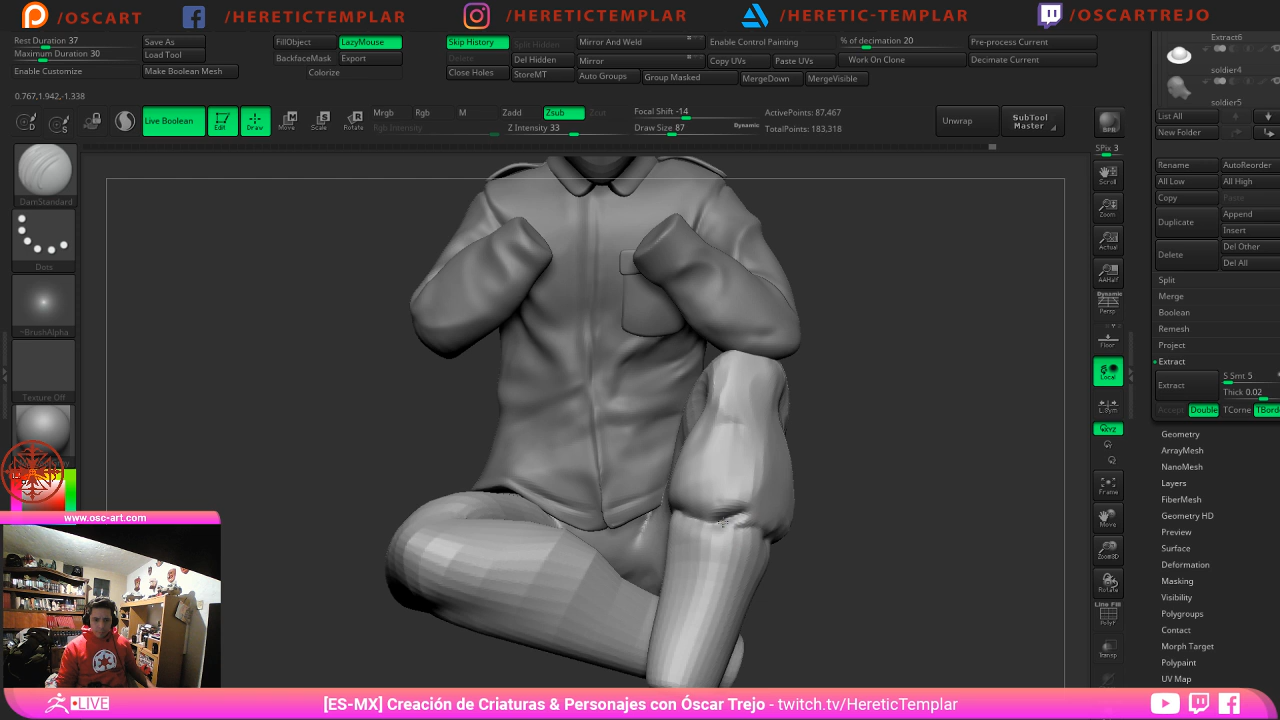 /OSCART
/HERETICTEMPLAR
/HERETICTEMPLAR
/HERETIC-TEMPLAR
/OSCARTREJO
Rest Duration 37
Maximum Duration 30
Enable Customize
Save As
Load Tool
Make Boolean Mesh
FillObject
LazyMouse
BackfaceMask
Export
Colorize
Skip History
Split Hidden
Delete
Del Hidden
Close Holes
StoreMT
Mirror And Weld
Enable Control Painting
% of decimation 20
Pre-process Current
Mirror
Copy UVs
Paste UVs
Work On Clone
Decimate Current
Auto Groups
Group Masked
MergeDown
MergeVisible
0.767,1.942,-1.338
Live Boolean
Edit
Draw
Move
Scale
Rotate
Mrgb
Rgb
M
Zadd
Zsub
Zcut
Rgb Intensity
Z Intensity 33
Focal Shift -14
Draw Size 87
Dynamic
ActivePoints: 87,467
TotalPoints: 183,318
Unwrap
SubTool
Master
BPR
SPix 3
DamStandard
Dots
~BrushAlpha
Texture Off
Scroll
Zoom
Actual
AAHalf
Dynamic
Persp
Floor
Local
L.Sym
XYZ
Frame
Move
Zoom3D
Rotate
Line Fill
PolyF
Transp
Extract6
soldier4
soldier5
List All
New Folder
Rename
AutoReorder
All Low
All High
Copy
Paste
Duplicate
Append
Insert
Delete
Del Other
Del All
Split
Merge
Boolean
Remesh
Project
Extract
Extract
S Smt 5
Thick 0.02
Accept
Double
TCorne
TBord
Geometry
ArrayMesh
NanoMesh
Layers
FiberMesh
Geometry HD
Preview
Surface
Deformation
Masking
Visibility
Polygroups
Contact
Morph Target
Polypaint
UV Map
www.osc-art.com
LIVE
[ES-MX] Creación de Criaturas & Personajes con Óscar Trejo - twitch.tv/HereticTemplar